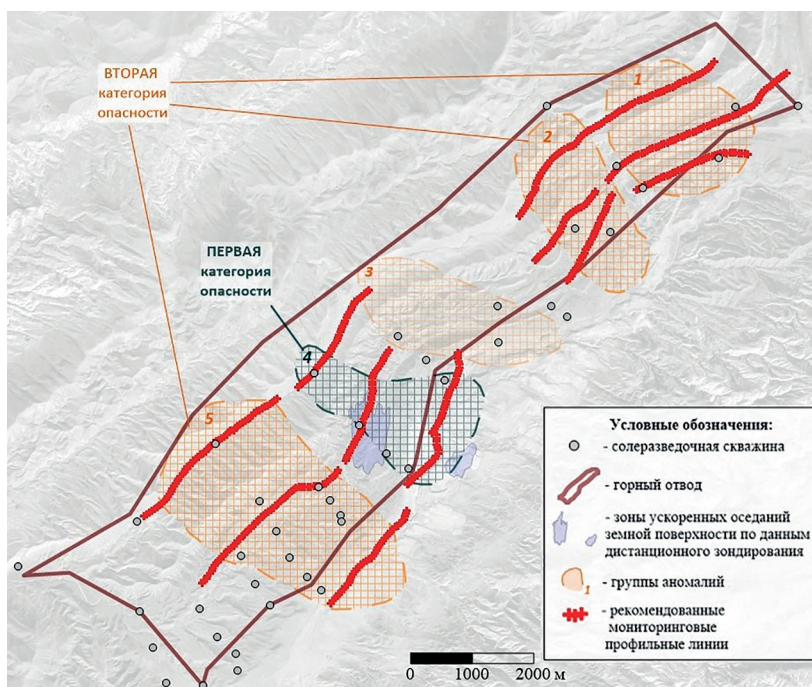 ВТОРАЯ
категория
опасности
1
2
ПЕРВАЯ
категория
опасности
3
4
5
Условные обозначения:
- солеразведочная скважина
- горный отвод
- зоны ускоренных оседаний
земной поверхности по данным
дистанционного зондирования
1
- группы аномалий
- рекомендованные
мониторинговые
профильные линии
0 1000 2000 м